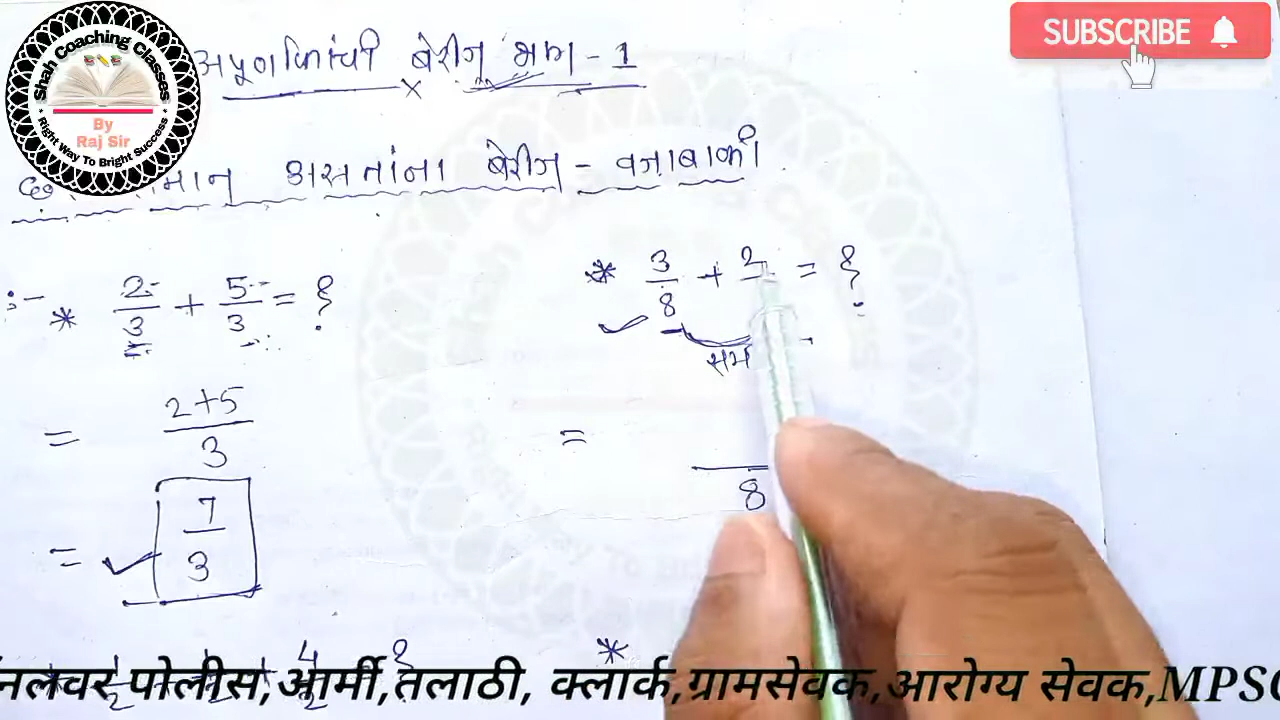 Shah Coaching Classes
By
Raj Sir
Right Way To Bright Success
SUBSCRIBE
अपूर्णांकांची बेरीज भाग - 1
मान असतांना बेरीज - वजाबाकी
:- * 2/3 + 5/3 = ?
= 2+5/3
= 7/3
* 3/8 + 2 = ?
सम
= 8
*
पोलीस,आर्मी,तलाठी, क्लार्क,ग्रामसेवक,आरोग्य सेवक,MPSC